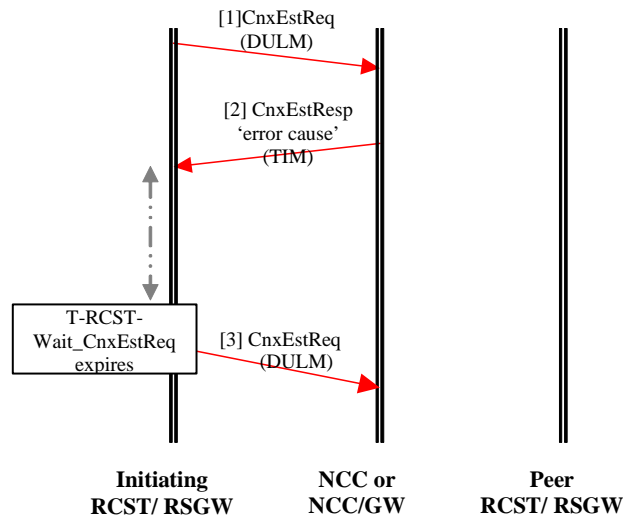 [1]CnxEstReq
(DULM)
[2] CnxEstResp
‘error cause’
(TIM)
T-RCST-
Wait_CnxEstReq
expires
[3] CnxEstReq
(DULM)
Initiating
RCST/ RSGW
NCC or
NCC/GW
Peer
RCST/ RSGW